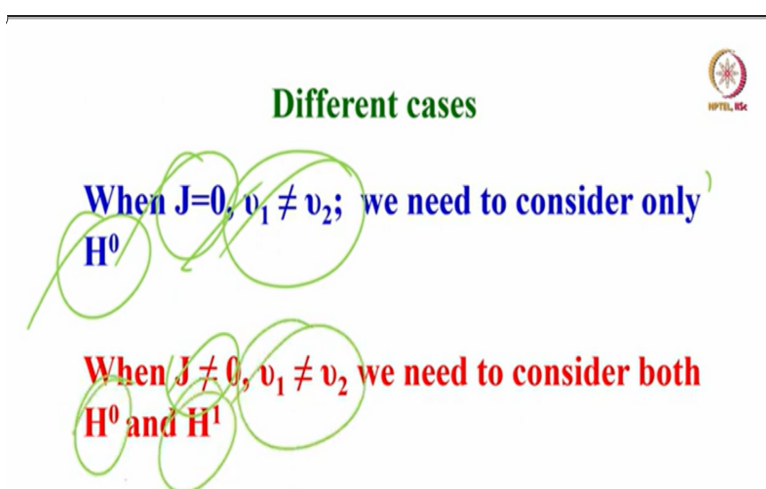 NPTEL, IISc
Different cases
When J=0, υ₁ ≠ υ₂; we need to consider only
H⁰
When J ≠ 0, υ₁ ≠ υ₂ we need to consider both
H⁰ and H¹